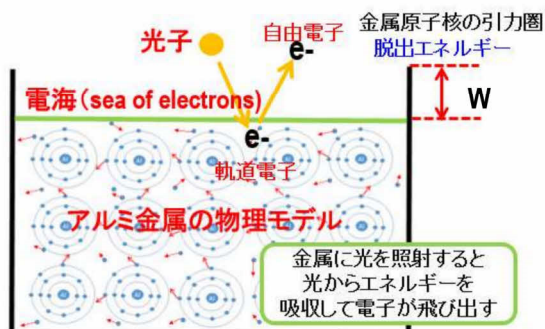 光子
自由電子
e-
金属原子核の引力圏
脱出エネルギー
電海(sea of electrons)
W
e-
軌道電子
アルミ金属の物理モデル
金属に光を照射すると
光からエネルギーを
吸収して電子が飛び出す